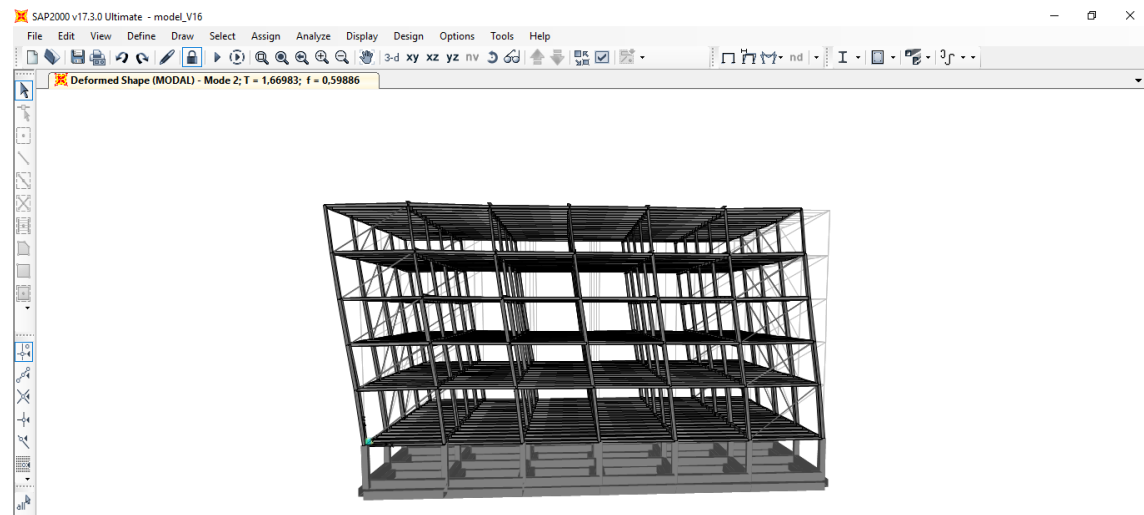 SAP2000 v17.3.0 Ultimate - model_V16
File Edit View Define Draw Select Assign Analyze Display Design Options Tools Help
3-d xy xz yz nv nd
Deformed Shape (MODAL) - Mode 2; T = 1,66983; f = 0,59886
all